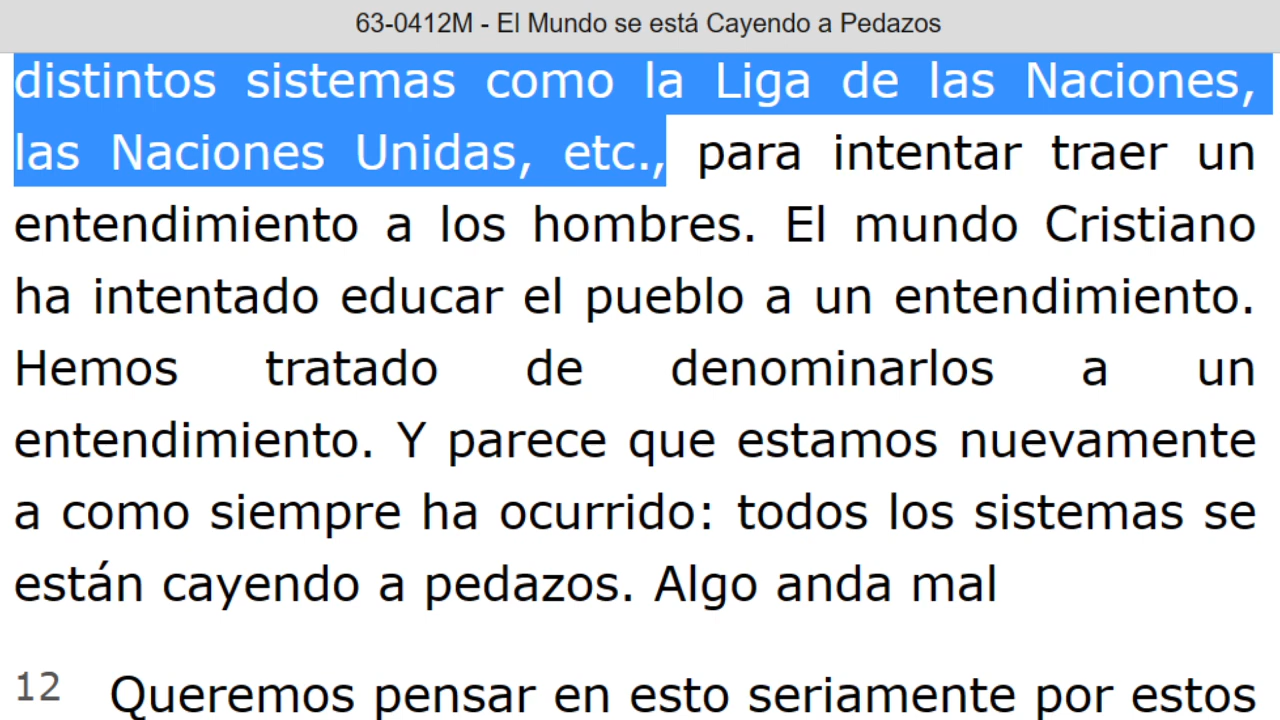 63-0412M - El Mundo se está Cayendo a Pedazos
distintos sistemas como la Liga de las Naciones,
las Naciones Unidas, etc., para intentar traer un
entendimiento a los hombres. El mundo Cristiano
ha intentado educar el pueblo a un entendimiento.
Hemos tratado de denominarlos a un
entendimiento. Y parece que estamos nuevamente
a como siempre ha ocurrido: todos los sistemas se
están cayendo a pedazos. Algo anda mal
12 Queremos pensar en esto seriamente por estos